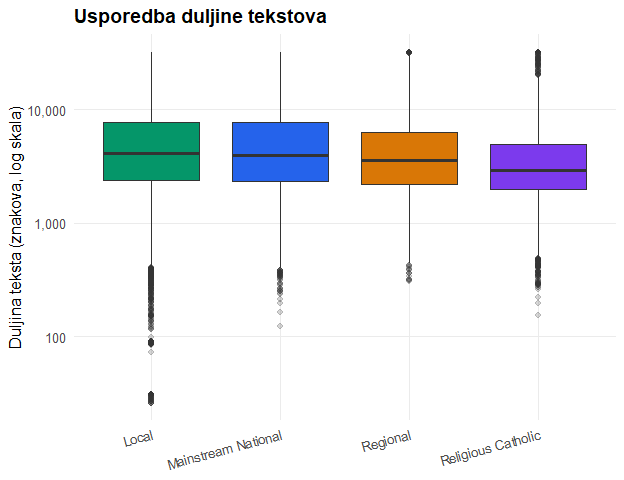 Usporedba duljine tekstova
Duljina teksta (znakova, log skala)
10,000
1,000
100
Local
Mainstream National
Regional
Religious Catholic